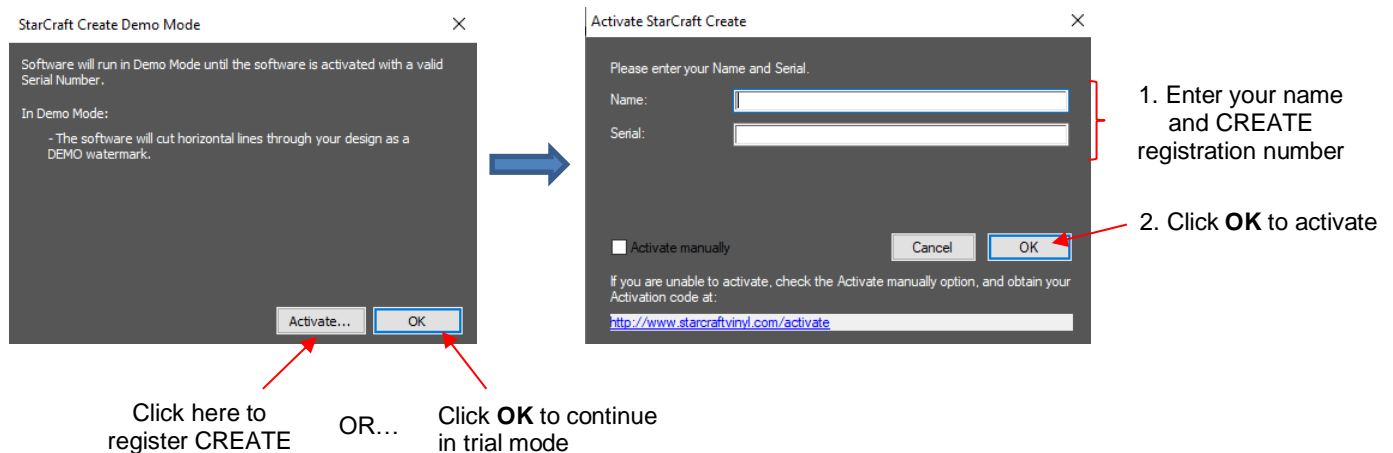 StarCraft Create Demo Mode
Software will run in Demo Mode until the software is activated with a valid
Serial Number.
In Demo Mode:
- The software will cut horizontal lines through your design as a
DEMO watermark.
Activate...
OK
Click here to
register CREATE
OR…
Click OK to continue
in trial mode
Activate StarCraft Create
Please enter your Name and Serial.
Name:
Serial:
Activate manually
Cancel
OK
If you are unable to activate, check the Activate manually option, and obtain your
Activation code at:
http://www.starcraftvinyl.com/activate
1. Enter your name
and CREATE
registration number
2. Click OK to activate